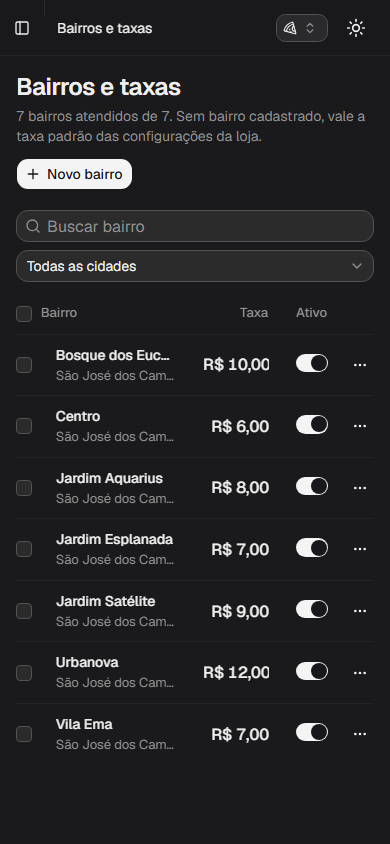 Bairros e taxas
Bairros e taxas
7 bairros atendidos de 7. Sem bairro cadastrado, vale a
taxa padrão das configurações da loja.
+ Novo bairro
Buscar bairro
Todas as cidades
Bairro Taxa Ativo
Bosque dos Euc...
São José dos Cam...
R$ 10,00
Centro
São José dos Cam...
R$ 6,00
Jardim Aquarius
São José dos Cam...
R$ 8,00
Jardim Esplanada
São José dos Cam...
R$ 7,00
Jardim Satélite
São José dos Cam...
R$ 9,00
Urbanova
São José dos Cam...
R$ 12,00
Vila Ema
São José dos Cam...
R$ 7,00